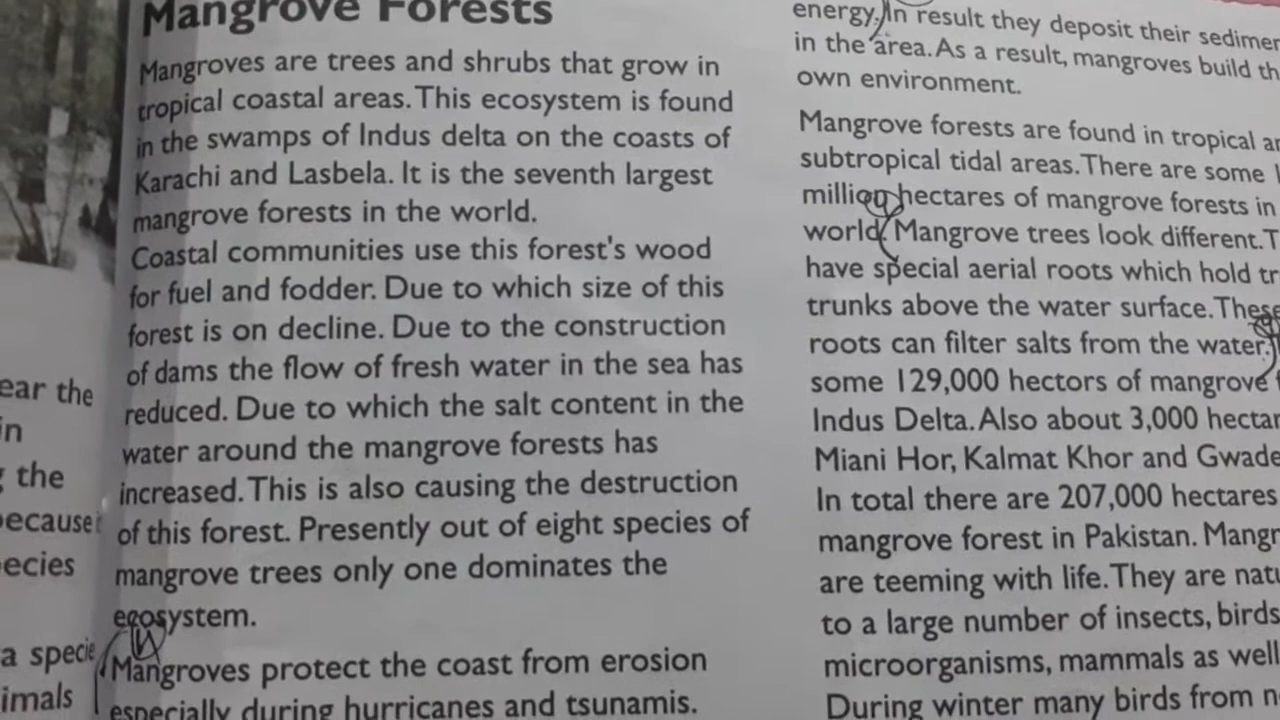 Mangrove Forests
Mangroves are trees and shrubs that grow in
tropical coastal areas. This ecosystem is found
in the swamps of Indus delta on the coasts of
Karachi and Lasbela. It is the seventh largest
mangrove forests in the world.
Coastal communities use this forest's wood
for fuel and fodder. Due to which size of this
forest is on decline. Due to the construction
of dams the flow of fresh water in the sea has
reduced. Due to which the salt content in the
water around the mangrove forests has
increased. This is also causing the destruction
of this forest. Presently out of eight species of
mangrove trees only one dominates the
ecosystem.
Mangroves protect the coast from erosion
especially during hurricanes and tsunamis.
energy. In result they deposit their
in the area. As a result, mangroves build
own environment.
Mangrove forests are found in tropical
subtropical tidal areas. There are some
million hectares of mangrove forests in
world. Mangrove trees look different.
have special aerial roots which hold
trunks above the water surface. These
roots can filter salts from the water.
some 129,000 hectors of mangrove
Indus Delta. Also about 3,000
Miani Hor, Kalmat Khor and
In total there are 207,000 hectares
mangrove forest in Pakistan.
are teeming with life. They are
to a large number of insects, birds
microorganisms, mammals as well
During winter many birds from
ear the
in
the
ecause
ecies
a specie
imals